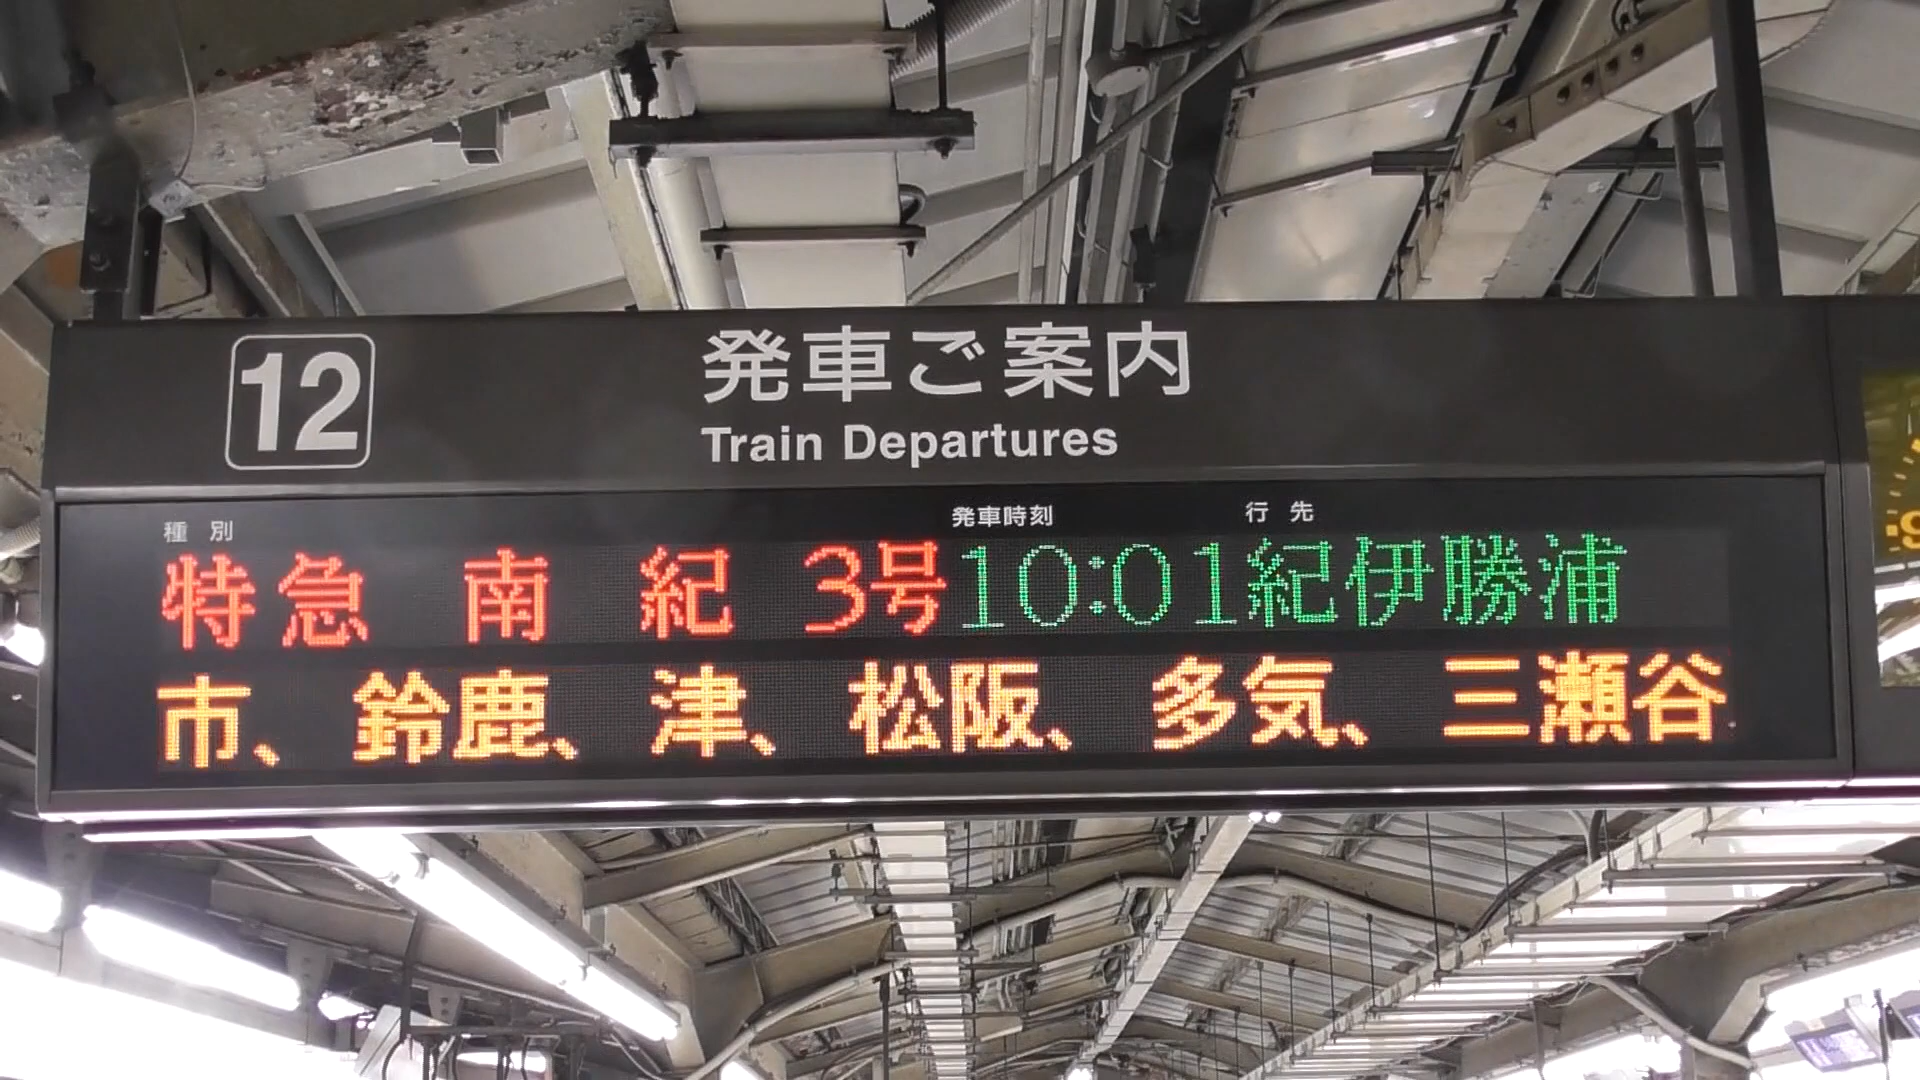 12
発車ご案内
Train Departures
種別 発車時刻 行先
特急 南 紀 3号 10:01 紀伊勝浦
市、鈴鹿、津、松阪、多気、三瀬谷